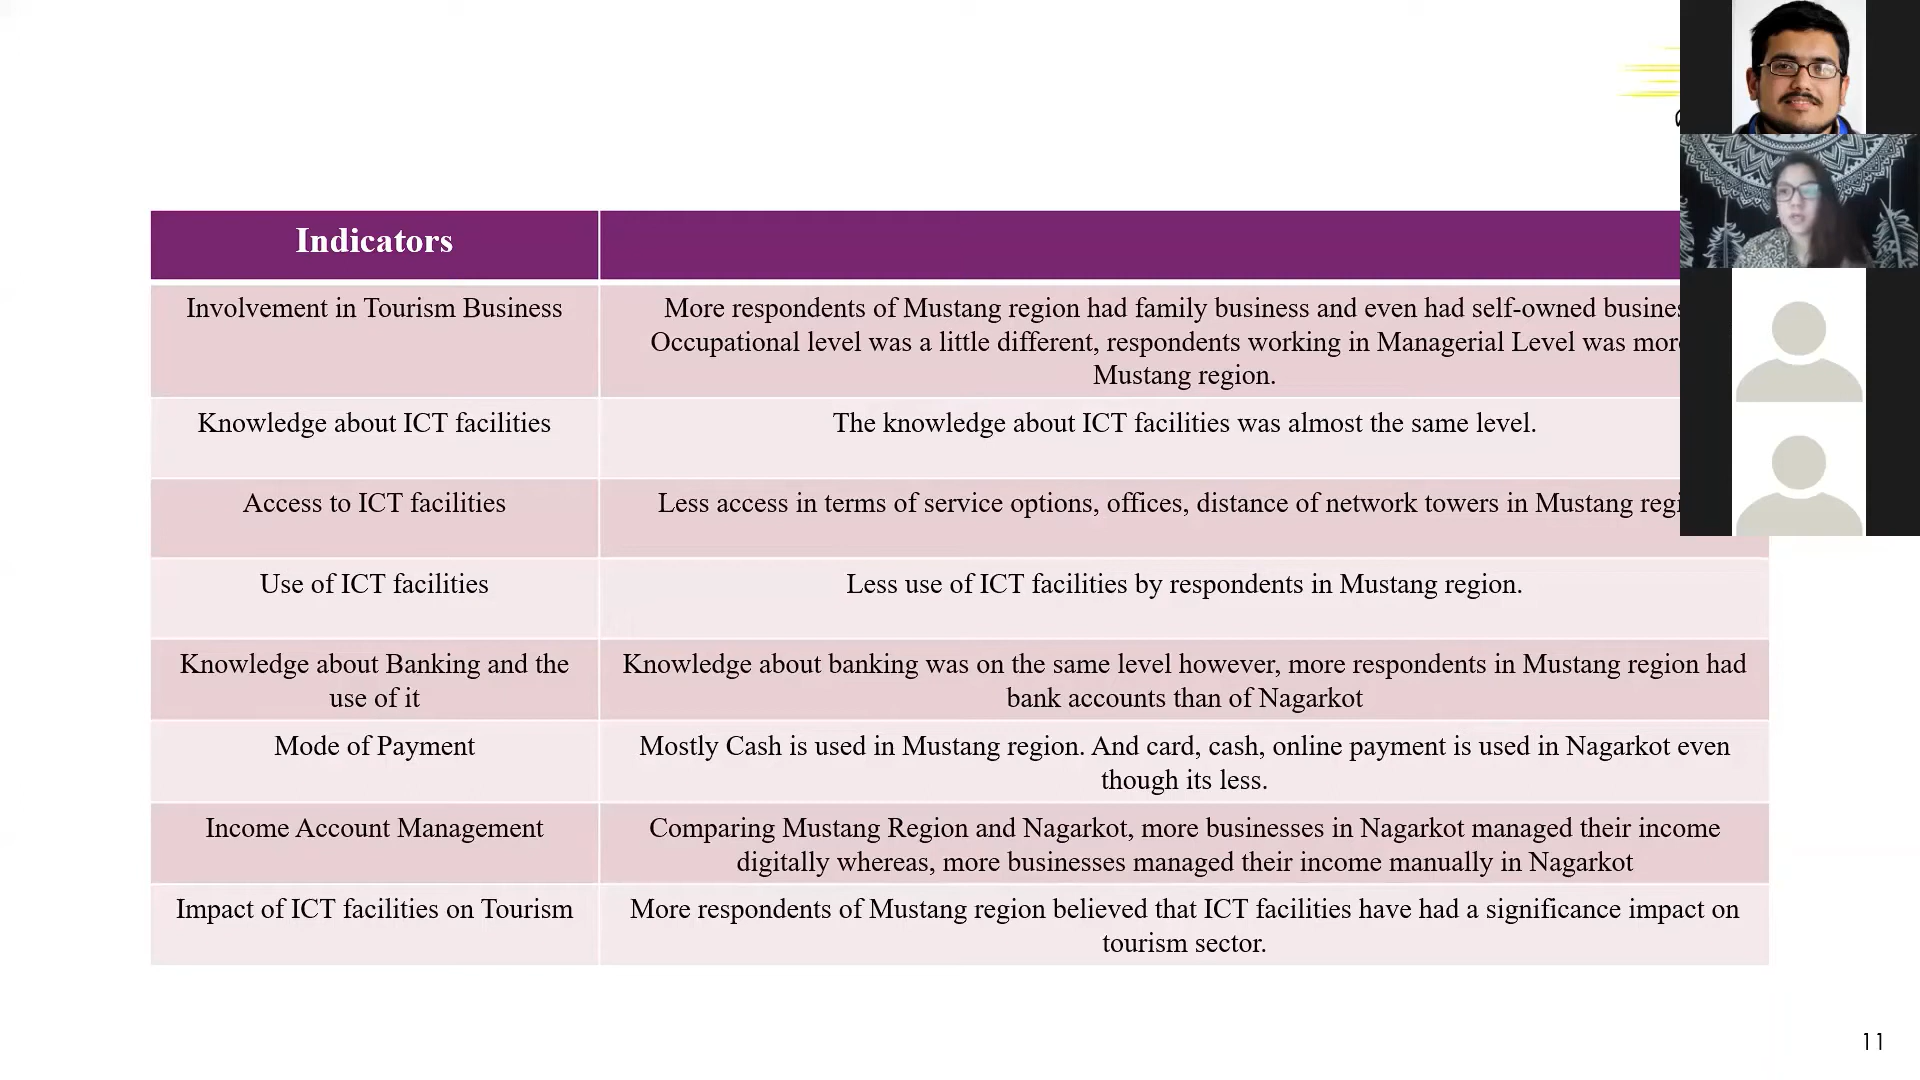 Indicators
Involvement in Tourism Business
More respondents of Mustang region had family business and even had self-owned
Occupational level was a little different, respondents working in Managerial Level was
Mustang region.
Knowledge about ICT facilities
The knowledge about ICT facilities was almost the same level.
Access to ICT facilities
Less access in terms of service options, offices, distance of network towers in Mustang
Use of ICT facilities
Less use of ICT facilities by respondents in Mustang region.
Knowledge about Banking and the
use of it
Knowledge about banking was on the same level however, more respondents in Mustang region had
bank accounts than of Nagarkot
Mode of Payment
Mostly Cash is used in Mustang region. And card, cash, online payment is used in Nagarkot even
though its less.
Income Account Management
Comparing Mustang Region and Nagarkot, more businesses in Nagarkot managed their income
digitally whereas, more businesses managed their income manually in Nagarkot
Impact of ICT facilities on Tourism
More respondents of Mustang region believed that ICT facilities have had a significance impact on
tourism sector.
11